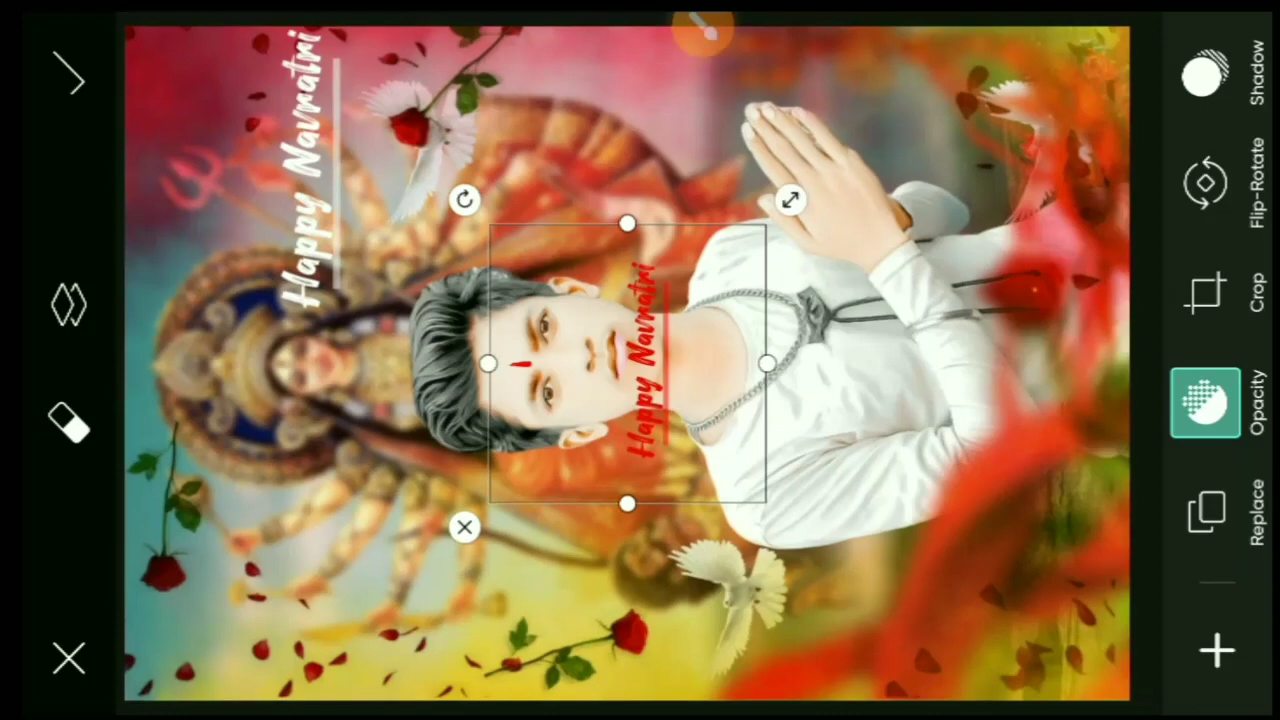 Happy Navratri
Happy Navratri
Shadow
Flip-Rotate
Crop
Opacity
Replace